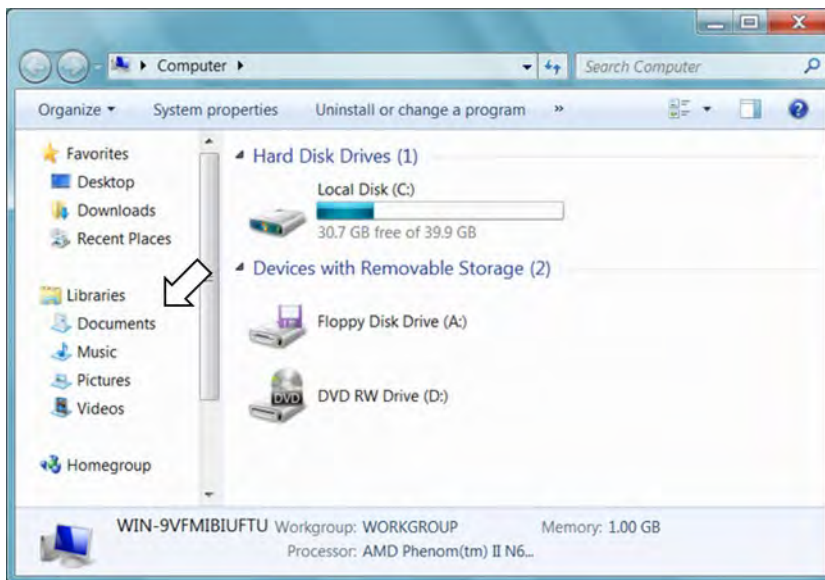 Computer
Search Computer
Organize System properties Uninstall or change a program »
Favorites
Desktop
Downloads
Recent Places
Libraries
Documents
Music
Pictures
Videos
Homegroup
Hard Disk Drives (1)
Local Disk (C:)
30.7 GB free of 39.9 GB
Devices with Removable Storage (2)
Floppy Disk Drive (A:)
DVD
DVD RW Drive (D:)
WIN-9VFMIBIUFTU Workgroup: WORKGROUP Memory: 1.00 GB
Processor: AMD Phenom(tm) II N6...